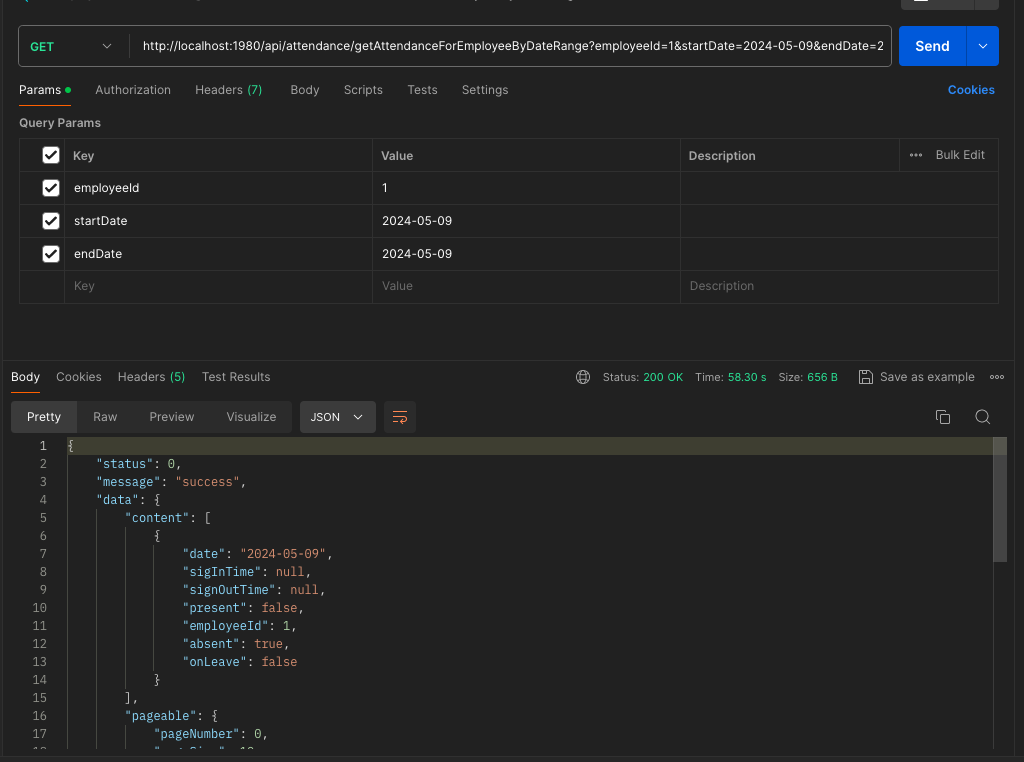 GET
http://localhost:1980/api/attendance/getAttendanceForEmployeeByDateRange?employeeId=1&startDate=2024-05-09&endDate=2
Send
Params Authorization Headers (7) Body Scripts Tests Settings Cookies
Query Params
Key Value Description ••• Bulk Edit
employeeId 1
startDate 2024-05-09
endDate 2024-05-09
Key Value Description
Body Cookies Headers (5) Test Results Status: 200 OK Time: 58.30 s Size: 656 B Save as example •••
Pretty Raw Preview Visualize JSON
1 {
2 "status": 0,
3 "message": "success",
4 "data": {
5 "content": [
6 {
7 "date": "2024-05-09",
8 "sigInTime": null,
9 "signOutTime": null,
10 "present": false,
11 "employeeId": 1,
12 "absent": true,
13 "onLeave": false
14 }
15 ],
16 "pageable": {
17 "pageNumber": 0,